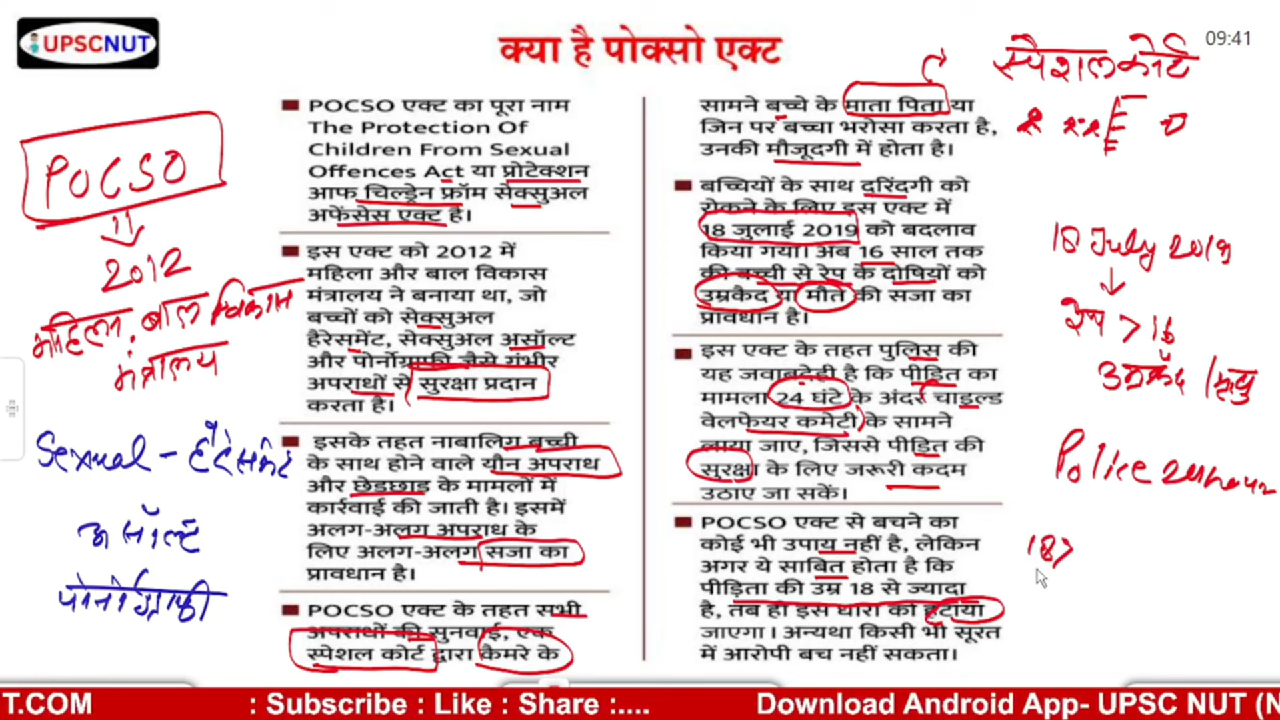 UPSCNUT
क्या है पोक्सो एक्ट
09:41
POCSO एक्ट का पूरा नाम
The Protection Of
Children From Sexual
Offences Act या प्रोटेक्शन
आफ चिल्ड्रेन फ्रॉम सेक्सुअल
अफेंसेस एक्ट है।
इस एक्ट को 2012 में
महिला और बाल विकास
मंत्रालय ने बनाया था, जो
बच्चों को सेक्सुअल
हैरेसमेंट, सेक्सुअल असॉल्ट
और पोर्नोग्राफी जैसे गंभीर
अपराधों से सुरक्षा प्रदान
करता है।
इसके तहत नाबालिग बच्ची
के साथ होने वाले यौन अपराध
और छेड़छाड़ के मामलों में
कार्रवाई की जाती है। इसमें
अलग-अलग अपराध के
लिए अलग-अलग सजा का
प्रावधान है।
POCSO एक्ट के तहत सभी
अपराधों की सुनवाई, एक
स्पेशल कोर्ट द्वारा कैमरे के
सामने बच्चे के माता पिता या
जिन पर बच्चा भरोसा करता है,
उनकी मौजूदगी में होता है।
बच्चियों के साथ दरिंदगी को
रोकने के लिए इस एक्ट में
18 जुलाई 2019 को बदलाव
किया गया। अब 16 साल तक
की बच्ची से रेप के दोषियों को
उम्रकैद या मौत की सजा का
प्रावधान है।
इस एक्ट के तहत पुलिस की
यह जवाबदेही है कि पीड़ित का
मामला 24 घंटे के अंदर चाइल्ड
वेलफेयर कमेटी के सामने
लाया जाए, जिससे पीड़ित की
सुरक्षा के लिए जरूरी कदम
उठाए जा सकें।
POCSO एक्ट से बचने का
कोई भी उपाय नहीं है, लेकिन
अगर ये साबित होता है कि
पीड़िता की उम्र 18 से ज्यादा
है, तब ही इस धारा को हटाया
जाएगा। अन्यथा किसी भी सूरत
में आरोपी बच नहीं सकता।
POCSO
2012
महिला, बाल विकास
मंत्रालय
Sexual - हैरेसमेंट
असॉल्ट
पोर्नोग्राफी
स्पेशल कोर्ट
18 July 2019
रेप > 16
उम्रकैद /मृत्यु
Police
18>
T.COM : Subscribe : Like : Share :.... Download Android App- UPSC NUT (N